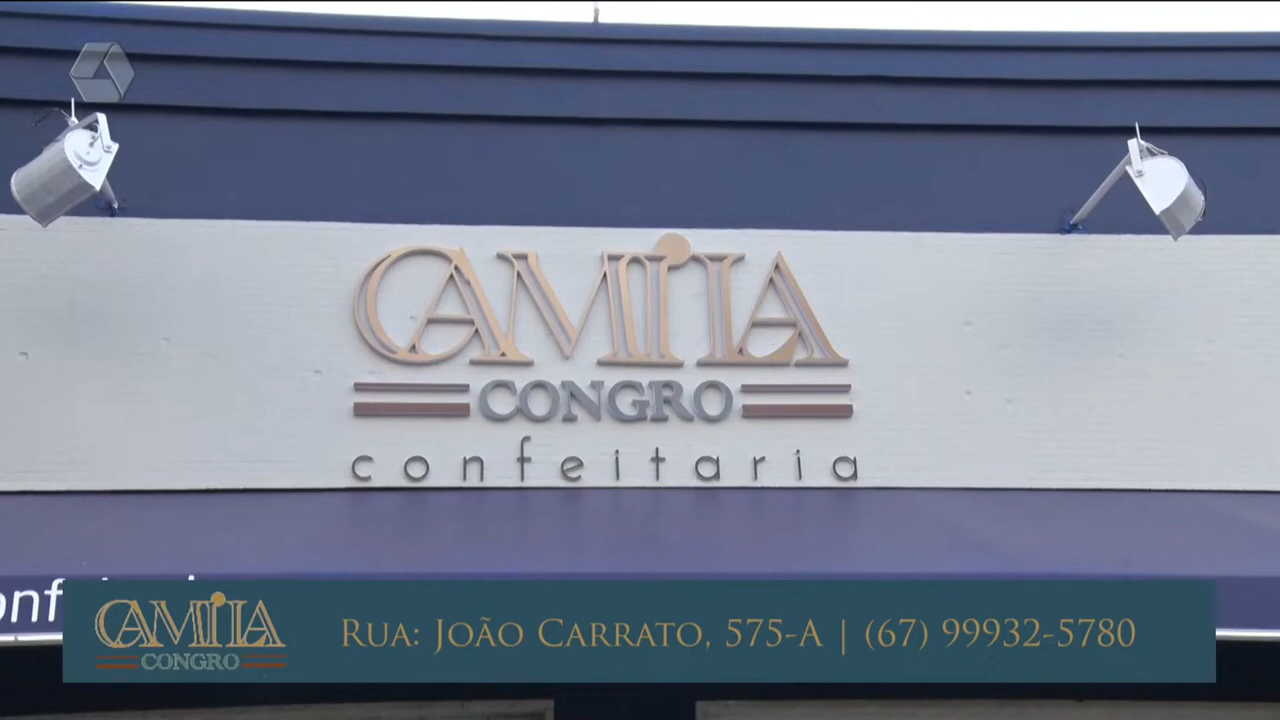 CAMILA
CONGRO
confeitaria
CAMILA
CONGRO
RUA: JOÃO CARRATO, 575-A | (67) 99932-5780